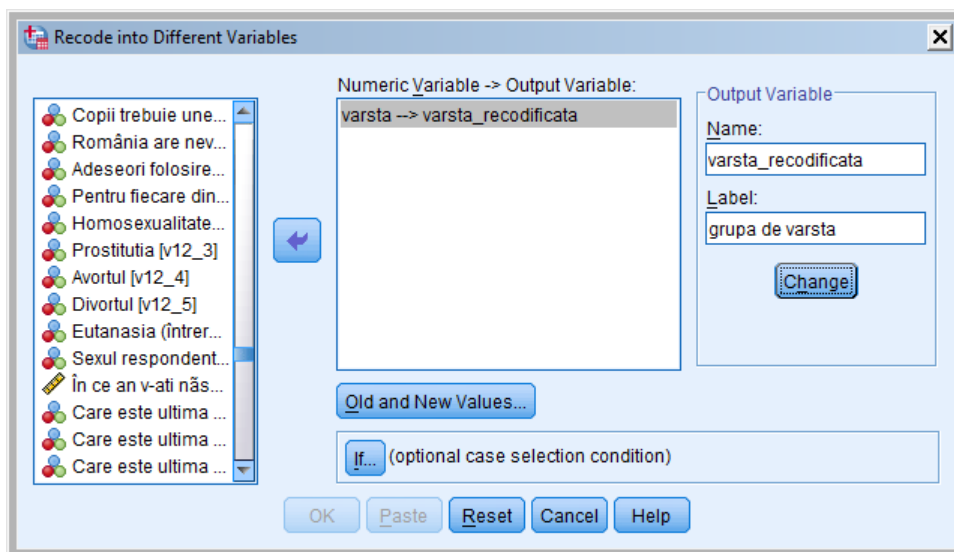 Recode into Different Variables
Copii trebuie une...
România are nev...
Adeseori folosire...
Pentru fiecare din...
Homosexualitate...
Prostitutia [v12_3]
Avortul [v12_4]
Divortul [v12_5]
Eutanasia (într​er...
Sexul respondent...
În ce an v-ati nãs...
Care este ultima ...
Care este ultima ...
Care este ultima ...
Numeric Variable -> Output Variable:
varsta --> varsta_recodificata
Old and New Values...
If... (optional case selection condition)
Output Variable
Name:
varsta_recodificata
Label:
grupa de varsta
Change
OK Paste Reset Cancel Help